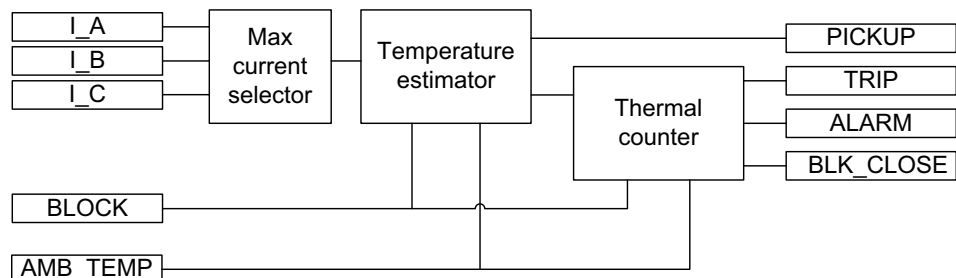 I_A
I_B
I_C
Max
current
selector
Temperature
estimator
Thermal
counter
PICKUP
TRIP
ALARM
BLK_CLOSE
BLOCK
AMB_TEMP